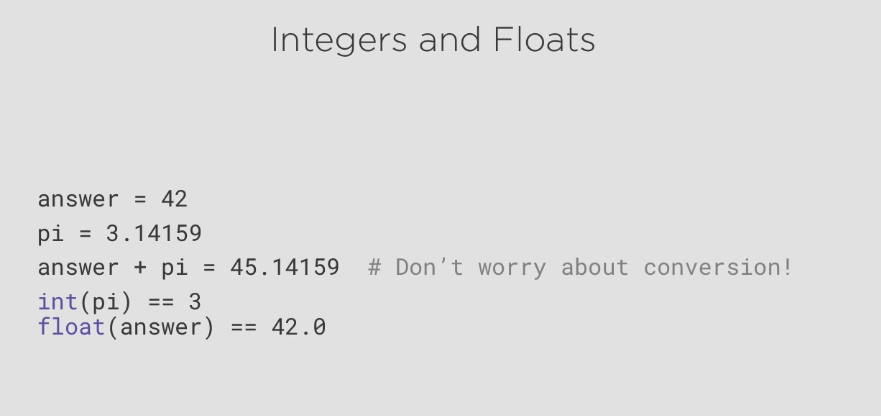 Integers and Floats
answer = 42
pi = 3.14159
answer + pi = 45.14159  # Don't worry about conversion!
int(pi) == 3
float(answer) == 42.0